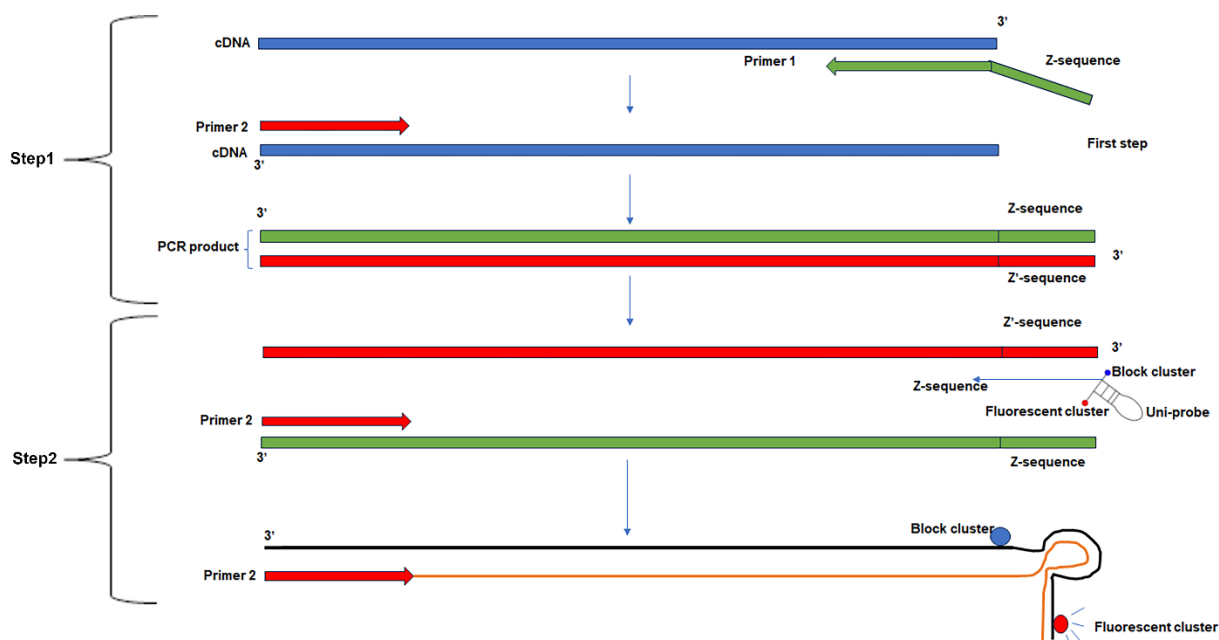 3’
cDNA
Primer 1
Z-sequence
Primer 2
First step
cDNA
3’
Step1
3’
Z-sequence
PCR product
3’
Z’-sequence
Z’-sequence
3’
Block cluster
Z-sequence
Fluorescent cluster
Uni-probe
Primer 2
Step2
3’
Z-sequence
Block cluster
3’
Primer 2
Fluorescent cluster